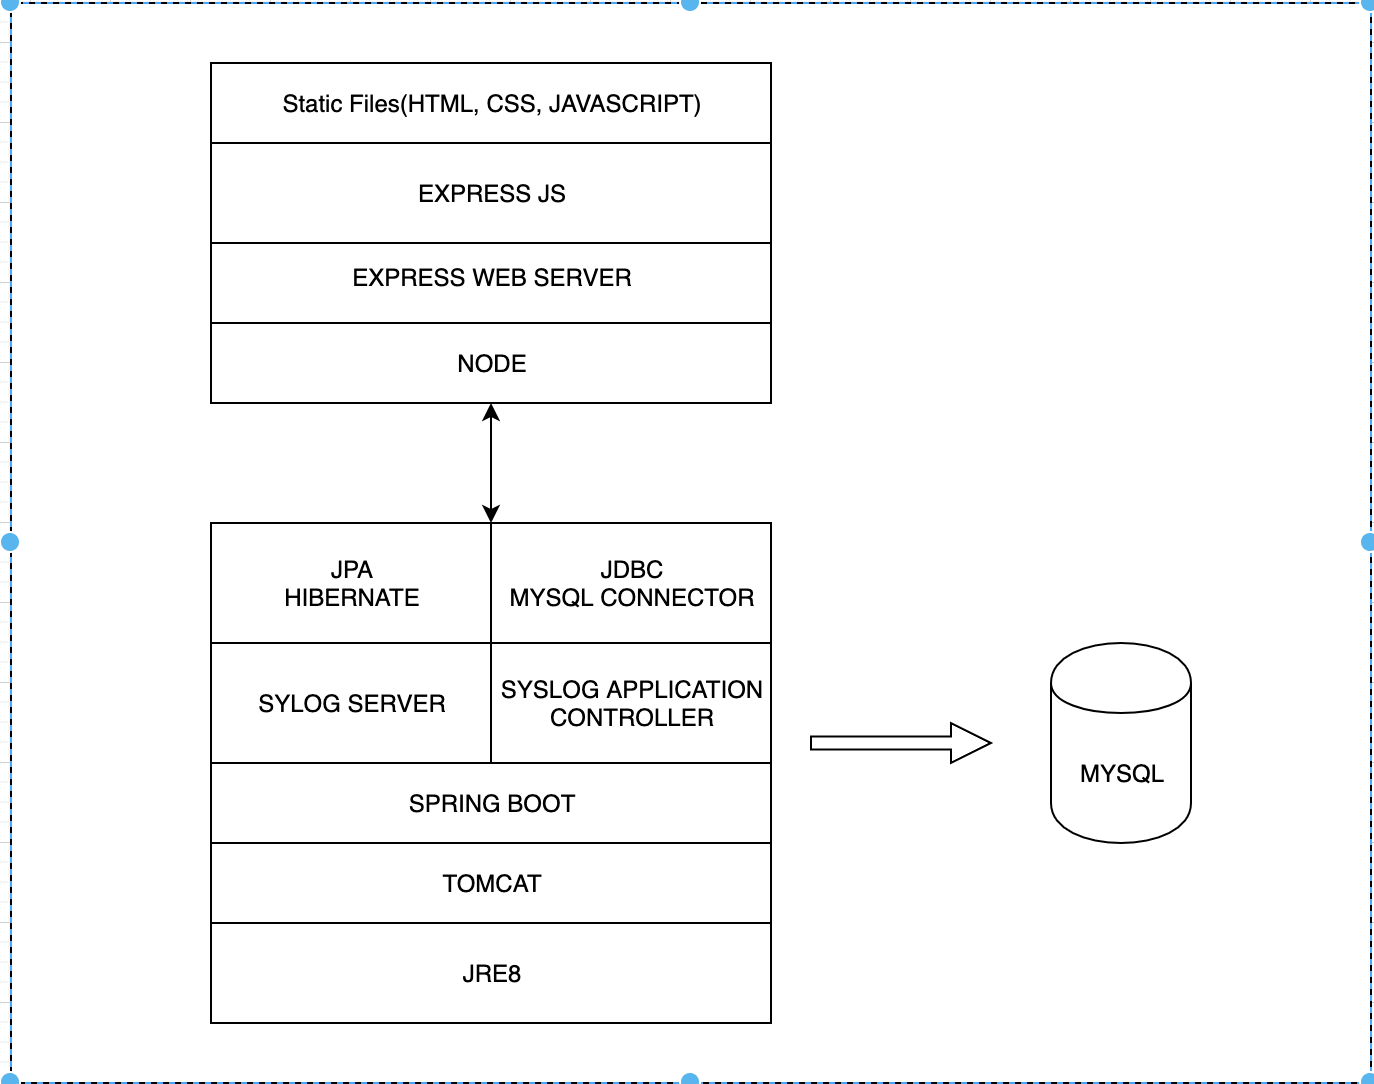 Static Files(HTML, CSS, JAVASCRIPT)
EXPRESS JS
EXPRESS WEB SERVER
NODE
JPA
HIBERNATE
JDBC
MYSQL CONNECTOR
SYLOG SERVER
SYSLOG APPLICATION
CONTROLLER
SPRING BOOT
TOMCAT
JRE8
MYSQL